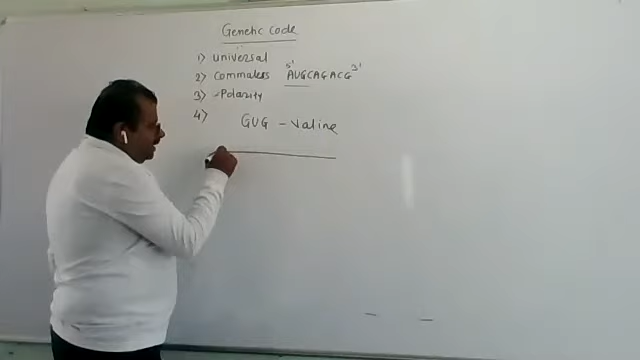 Genetic code
1) universal
2) Commaless 5' AUGCAGACG 3'
3) Polarity
4) GUG - Valine